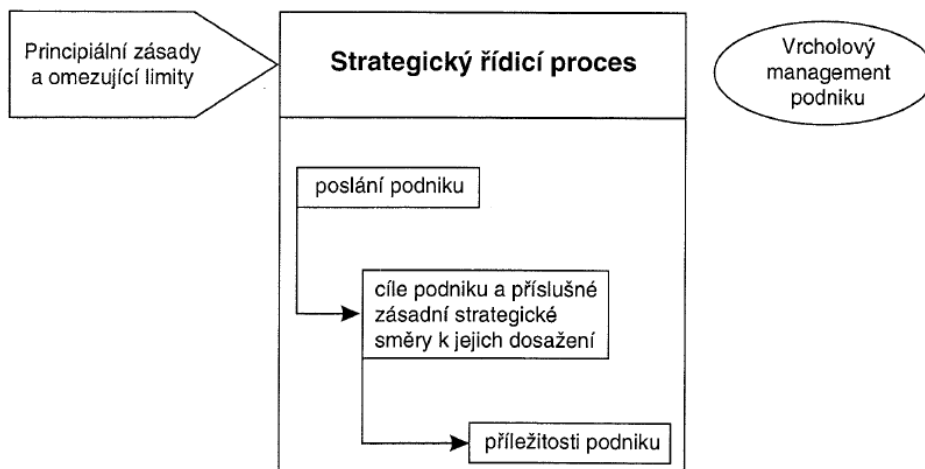 Principiální zásady
a omezující limity
Strategický řídicí proces
Vrcholový
management
podniku
poslání podniku
cíle podniku a příslušné
zásadní strategické
směry k jejich dosažení
příležitosti podniku